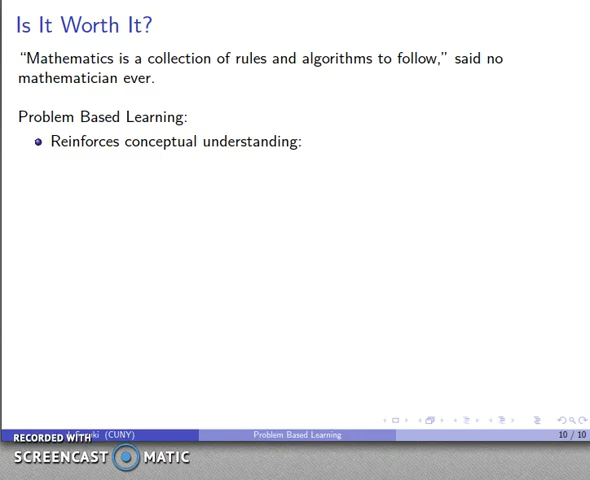 Is It Worth It?
“Mathematics is a collection of rules and algorithms to follow,” said no
mathematician ever.
Problem Based Learning:
Reinforces conceptual understanding:
(CUNY)
Problem Based Learning
10 / 10
RECORDED WITH
SCREENCAST MATIC